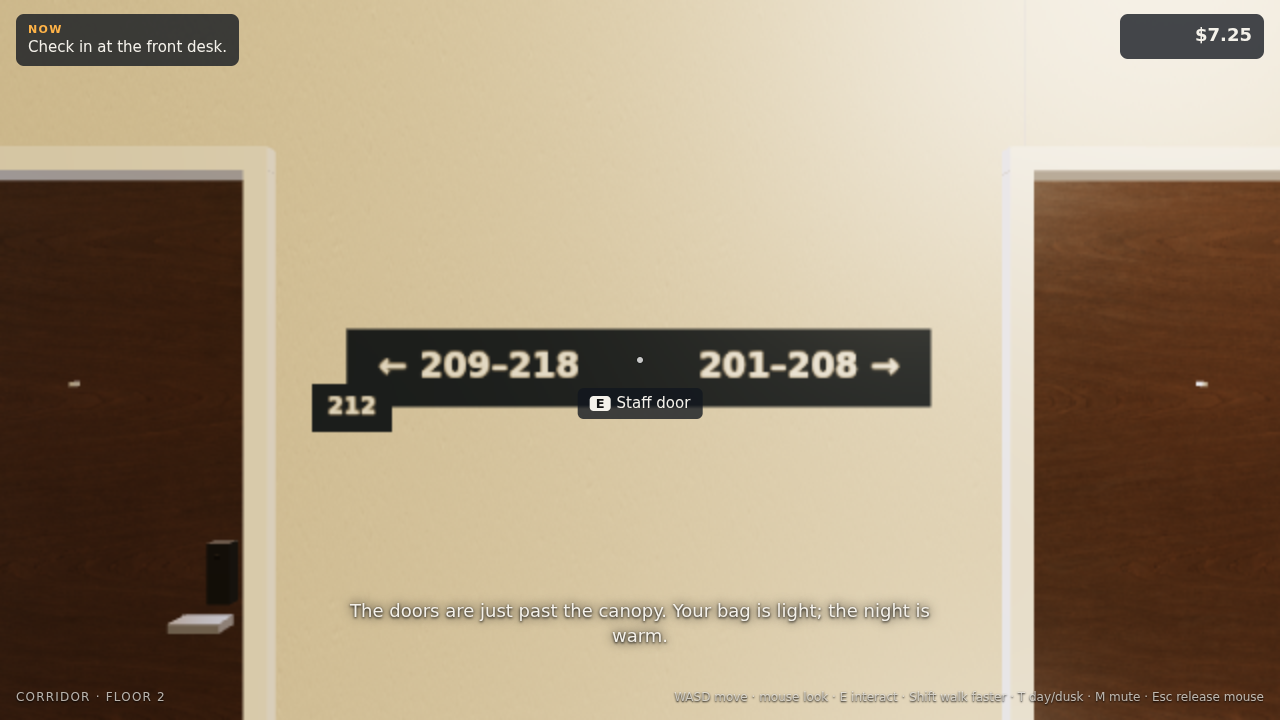 NOW
Check in at the front desk.
$7.25
← 209–218 201–208 →
212
E Staff door
The doors are just past the canopy. Your bag is light; the night is
warm.
CORRIDOR · FLOOR 2
WASD move · mouse look · E interact · Shift walk faster · T day/dusk · M mute · Esc release mouse